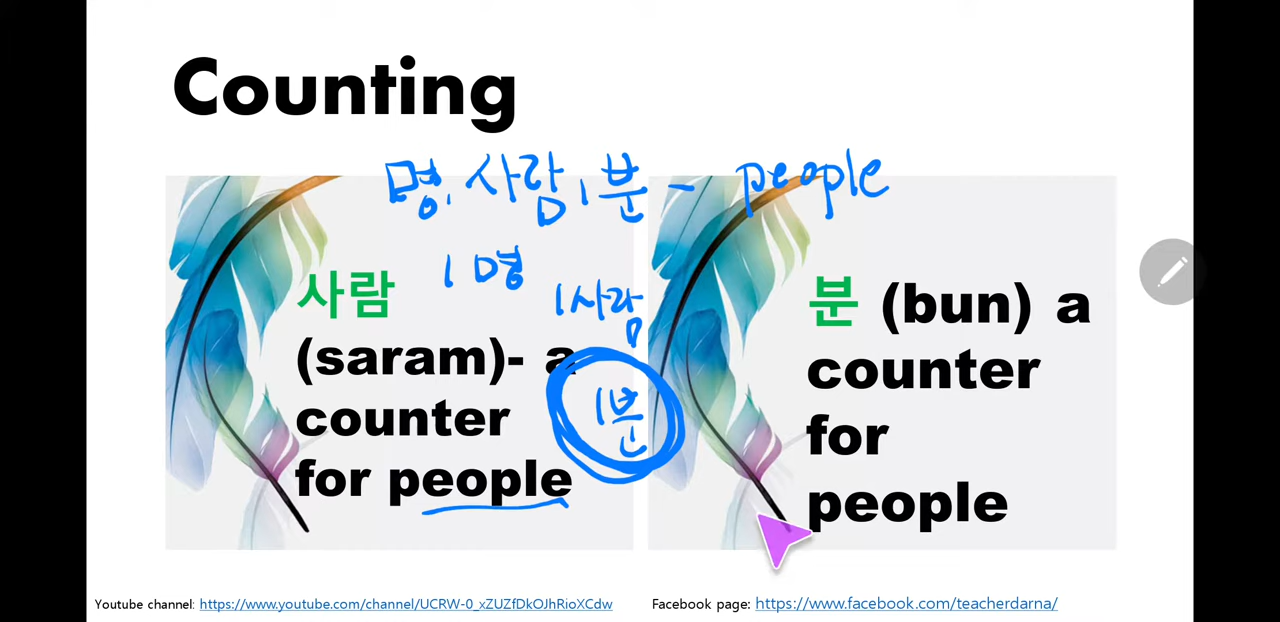 Counting
명, 사람, 분 - people
1 명
1사람
1분
사람
(saram)- a
counter
for people
분 (bun) a
counter
for
people
Youtube channel: https://www.youtube.com/channel/UCRW-0_xZUZfDkOJhRioXCdw
Facebook page: https://www.facebook.com/teacherdarna/